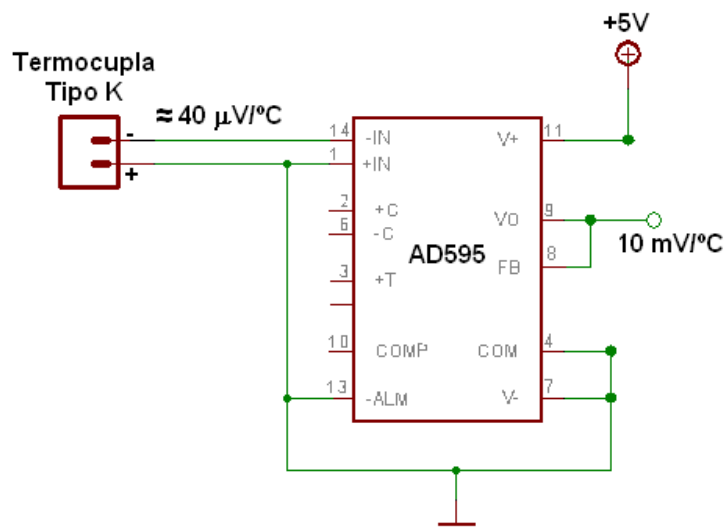 +5V
Termocupla
Tipo K
≈ 40 µV/ºC
-
+
14 -IN
1 +IN
2 +C
6 -C
3 +T
10 COMP
13 -ALM
AD595
V+ 11
VO 9
FB 8
COM 4
V- 7
10 mV/ºC